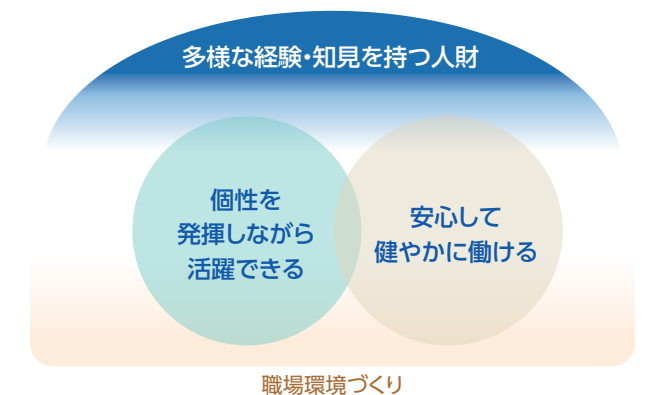 多様な経験・知見を持つ人財
個性を
発揮しながら
活躍できる
安心して
健やかに働ける
職場環境づくり